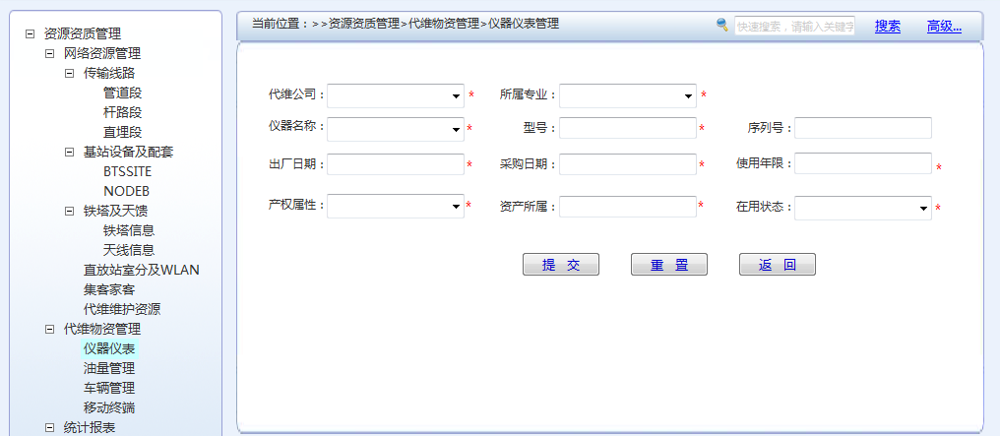 当前位置：>>资源资质管理>代维物资管理>仪器仪表管理
快速搜索，请输入关键字
搜索
高级...
资源资质管理
网络资源管理
传输线路
管道段
杆路段
直埋段
基站设备及配套
BTSSITE
NODEB
铁塔及天馈
铁塔信息
天线信息
直放站室分及WLAN
集客家客
代维维护资源
代维物资管理
仪器仪表
油量管理
车辆管理
移动终端
统计报表
代维公司： * 所属专业： *
仪器名称： * 型号： * 序列号：
出厂日期： * 采购日期： * 使用年限： *
产权属性： * 资产所属： * 在用状态： *
提 交 重 置 返 回